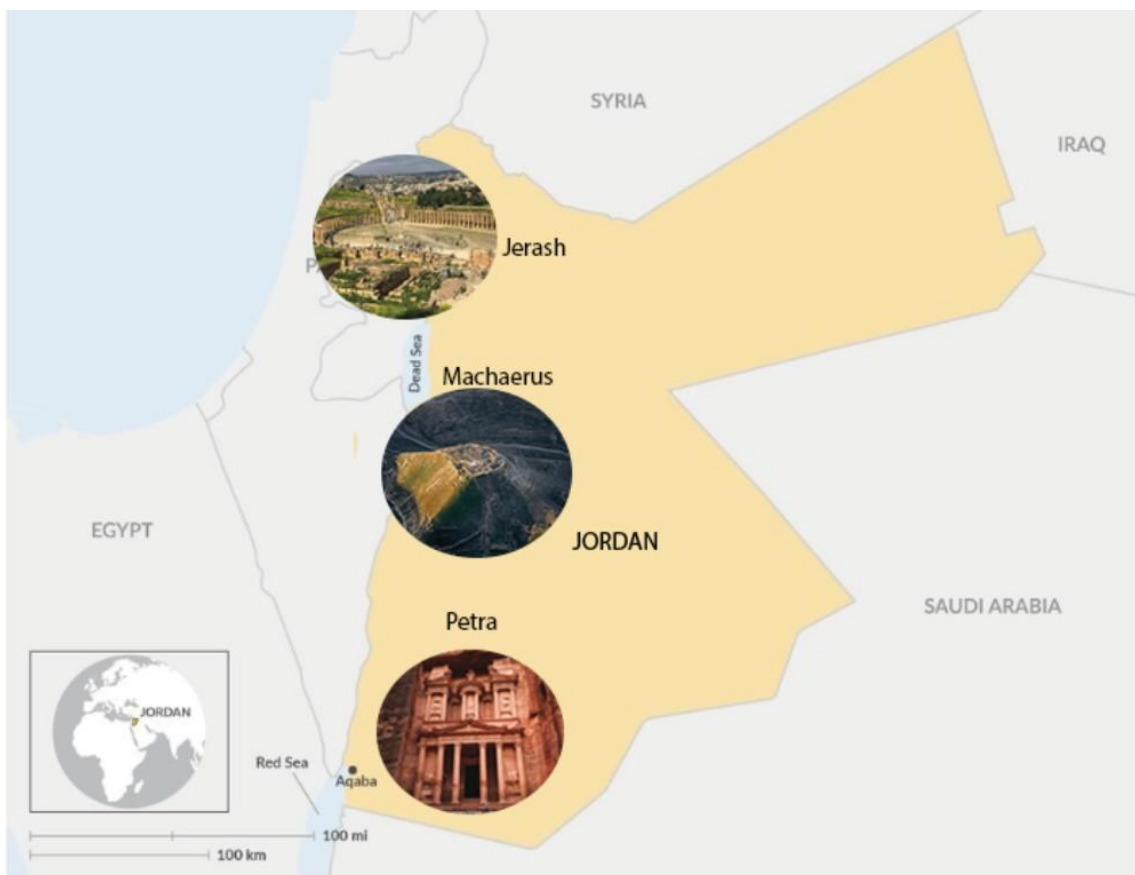 SYRIA
IRAQ
Jerash
Dead Sea
Machaerus
EGYPT
JORDAN
SAUDI ARABIA
Petra
JORDAN
Red Sea
Aqaba
100 mi
100 km